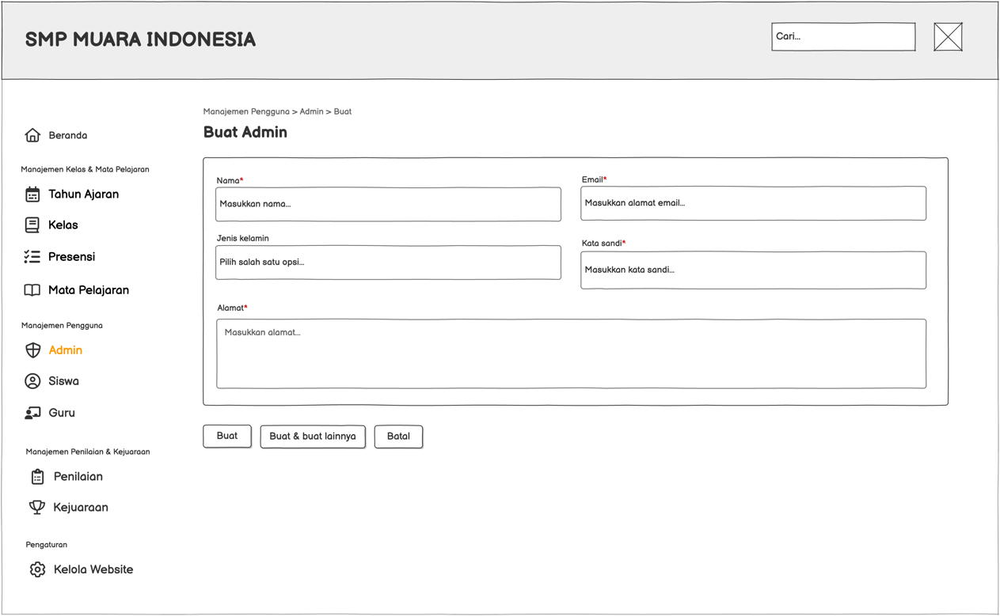 SMP MUARA INDONESIA
Cari...
Beranda
Manajemen Kelas & Mata Pelajaran
Tahun Ajaran
Kelas
Presensi
Mata Pelajaran
Manajemen Pengguna
Admin
Siswa
Guru
Manajemen Penilaian & Kejuaraan
Penilaian
Kejuaraan
Pengaturan
Kelola Website
Manajemen Pengguna > Admin > Buat
Buat Admin
Nama*
Masukkan nama...
Email*
Masukkan alamat email...
Jenis kelamin
Pilih salah satu opsi...
Kata sandi*
Masukkan kata sandi...
Alamat*
Masukkan alamat...
Buat
Buat & buat lainnya
Batal